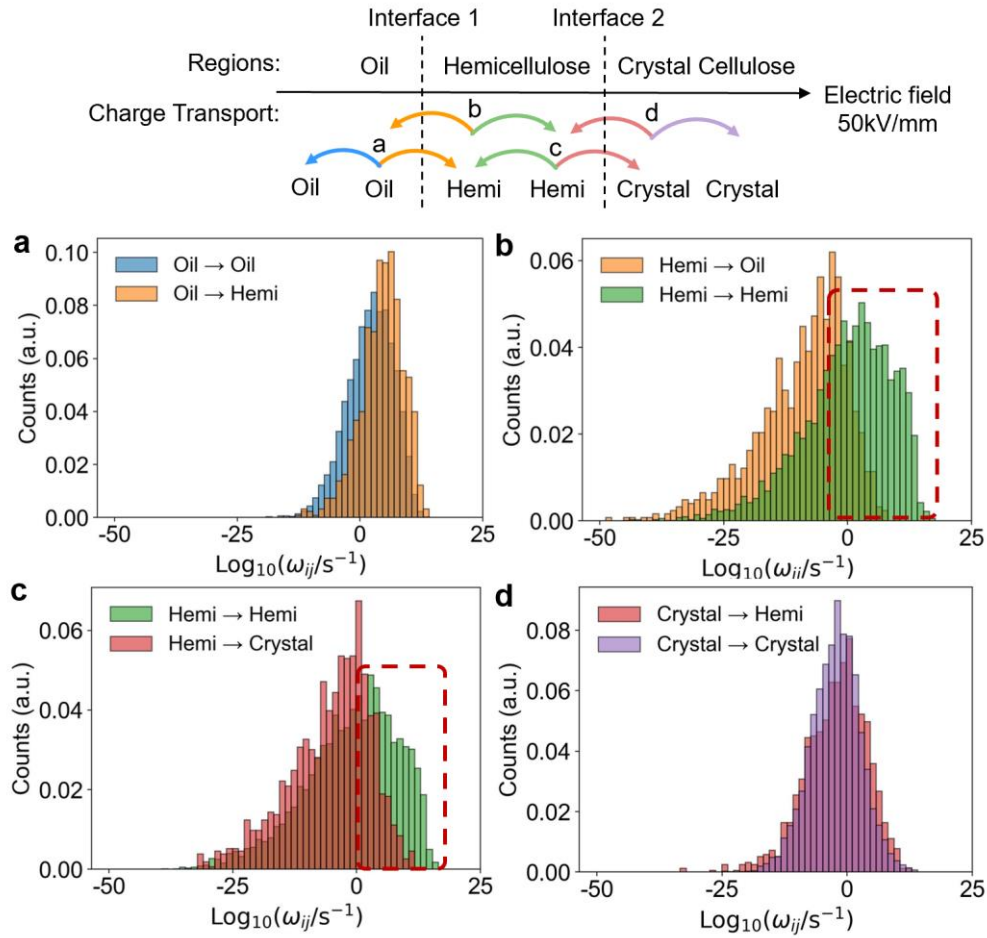 Interface 1 Interface 2
Regions: Oil Hemicellulose Crystal Cellulose
Charge Transport: b d
Electric field
50kV/mm
a c
Oil Oil Hemi Hemi Crystal Crystal
a
Oil → Oil
Oil → Hemi
Counts (a.u.)
0.10
0.08
0.06
0.04
0.02
0.00
-50 -25 0 25
Log₁₀(ωᵢⱼ/s⁻¹)
b
Hemi → Oil
Hemi → Hemi
Counts (a.u.)
0.06
0.04
0.02
0.00
-50 -25 0 25
Log₁₀(ωᵢⱼ/s⁻¹)
c
Hemi → Hemi
Hemi → Crystal
Counts (a.u.)
0.06
0.04
0.02
0.00
-50 -25 0 25
Log₁₀(ωᵢⱼ/s⁻¹)
d
Crystal → Hemi
Crystal → Crystal
Counts (a.u.)
0.08
0.06
0.04
0.02
0.00
-50 -25 0 25
Log₁₀(ωᵢⱼ/s⁻¹)